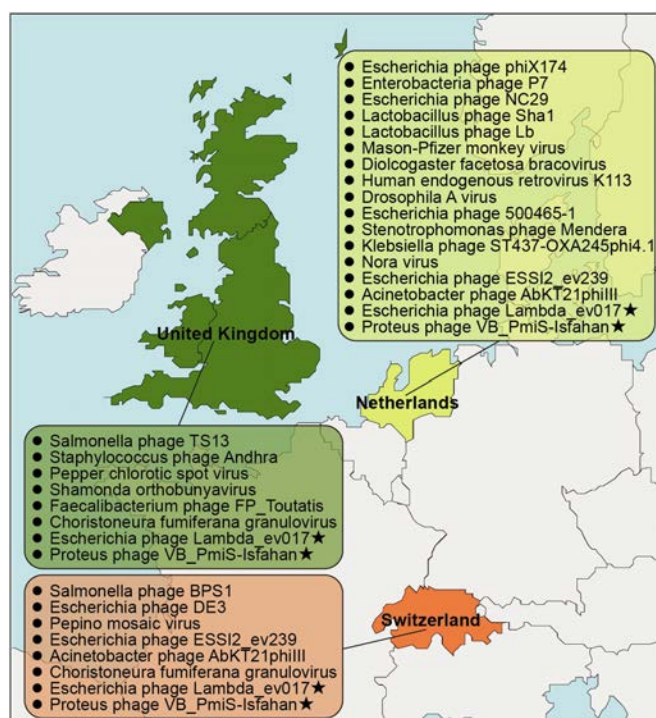 ● Escherichia phage phiX174
● Enterobacteria phage P7
● Escherichia phage NC29
● Lactobacillus phage Sha1
● Lactobacillus phage Lb
● Mason-Pfizer monkey virus
● Diolcogaster facetosa bracovirus
● Human endogenous retrovirus K113
● Drosophila A virus
● Escherichia phage 500465-1
● Stenotrophomonas phage Mendera
● Klebsiella phage ST437-OXA245phi4.1
● Nora virus
● Escherichia phage ESSI2_ev239
● Acinetobacter phage AbKT21phiIII
● Escherichia phage Lambda_ev017★
● Proteus phage VB_PmiS-Isfahan★
United Kingdom
Netherlands
● Salmonella phage TS13
● Staphylococcus phage Andhra
● Pepper chlorotic spot virus
● Shamonda orthobunyavirus
● Faecalibacterium phage FP_Toutatis
● Choristoneura fumiferana granulovirus
● Escherichia phage Lambda_ev017★
● Proteus phage VB_PmiS-Isfahan★
● Salmonella phage BPS1
● Escherichia phage DE3
● Pepino mosaic virus
● Escherichia phage ESSI2_ev239
● Acinetobacter phage AbKT21phiIII
● Choristoneura fumiferana granulovirus
● Escherichia phage Lambda_ev017★
● Proteus phage VB_PmiS-Isfahan★
Switzerland